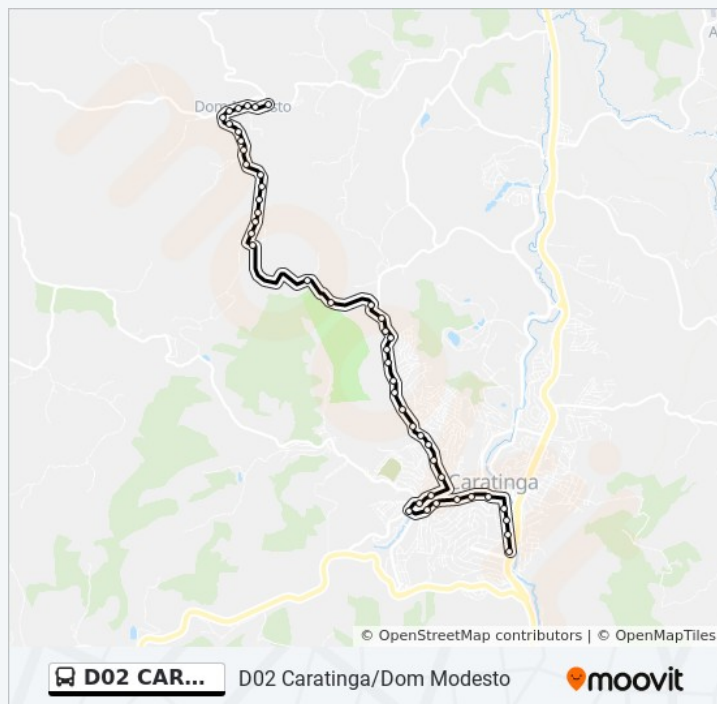 A
Dom Modesto
Caratinga
© OpenStreetMap contributors | © OpenMapTiles
D02 CAR...
D02 Caratinga/Dom Modesto
moovit